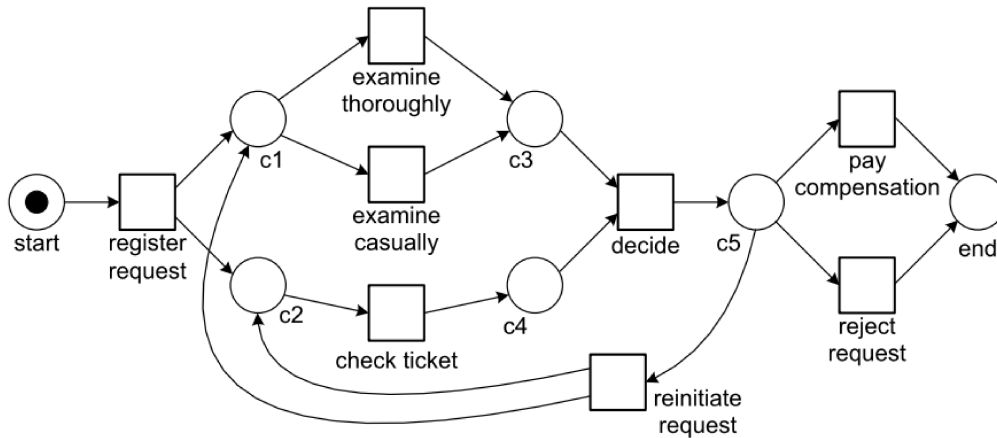 start
register
request
c1
c2
examine
thoroughly
examine
casually
check ticket
c3
c4
decide
c5
reinitiate
request
pay
compensation
reject
request
end